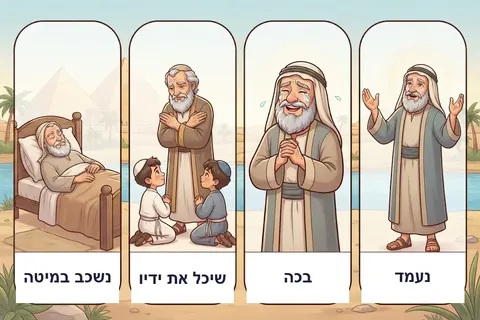 נעמד
בכה
שיכל את ידיו
נשכב במיטה